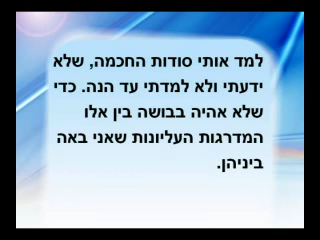 למד אותי סודות החכמה, שלא
ידעתי ולא למדתי עד הנה. כדי
שלא אהיה בבושה בין אלו
המדרגות העליונות שאני באה
ביניהן.